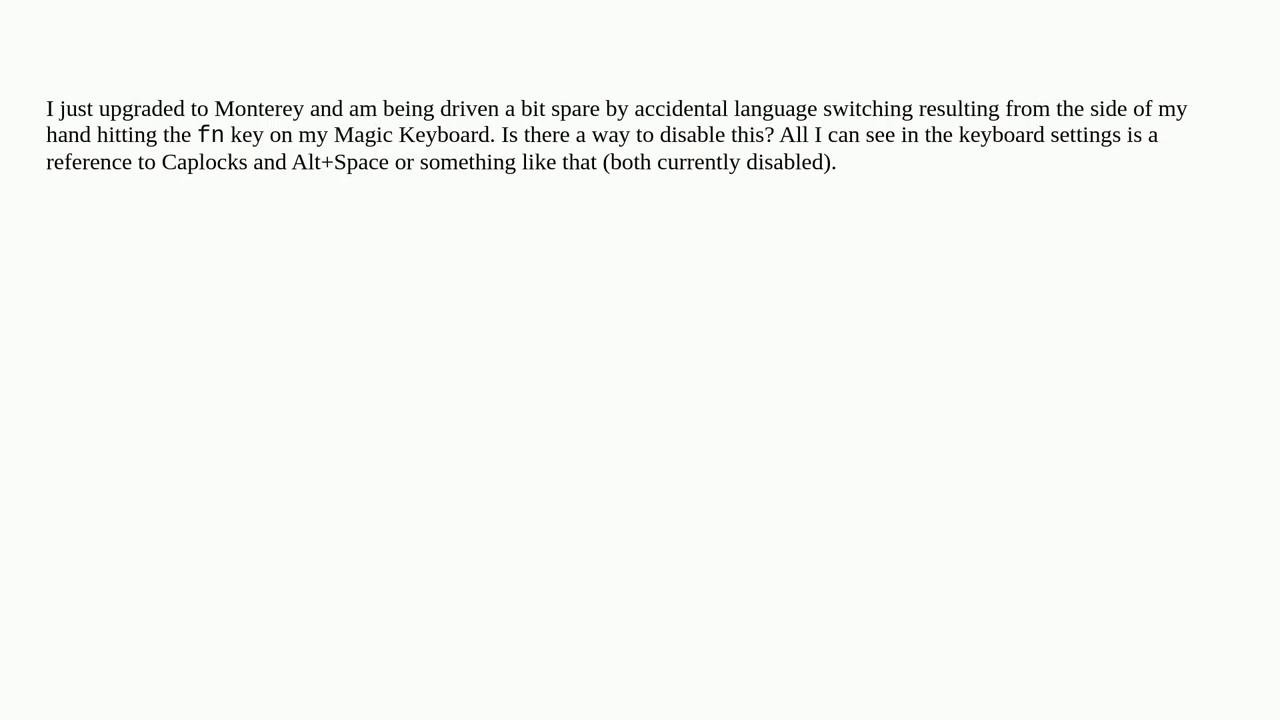 I just upgraded to Monterey and am being driven a bit spare by accidental language switching resulting from the side of my
hand hitting the fn key on my Magic Keyboard. Is there a way to disable this? All I can see in the keyboard settings is a
reference to Caplocks and Alt+Space or something like that (both currently disabled).